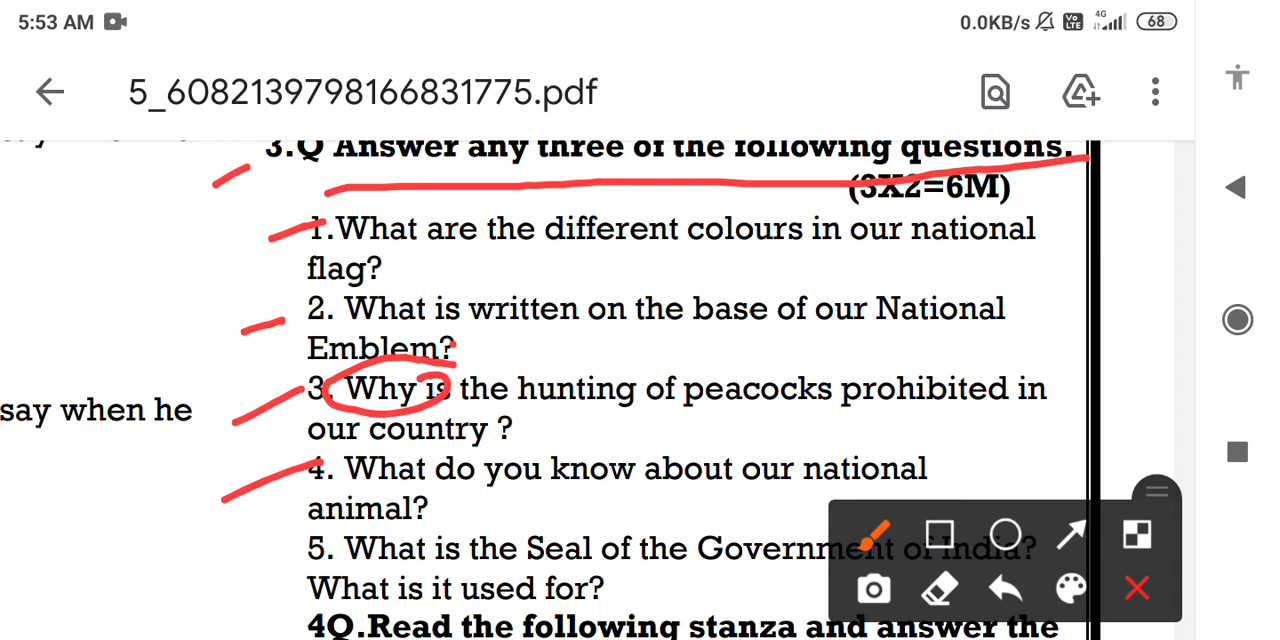 5:53 AM
0.0KB/s Vo LTE 4G 68
5_6082139798166831775.pdf
3.Q Answer any three of the following questions.
(3X2=6M)
1.What are the different colours in our national
flag?
2. What is written on the base of our National
Emblem?
3. Why is the hunting of peacocks prohibited in
say when he
our country ?
4. What do you know about our national
animal?
5. What is the Seal of the Government of India?
What is it used for?
4Q.Read the following stanza and answer the